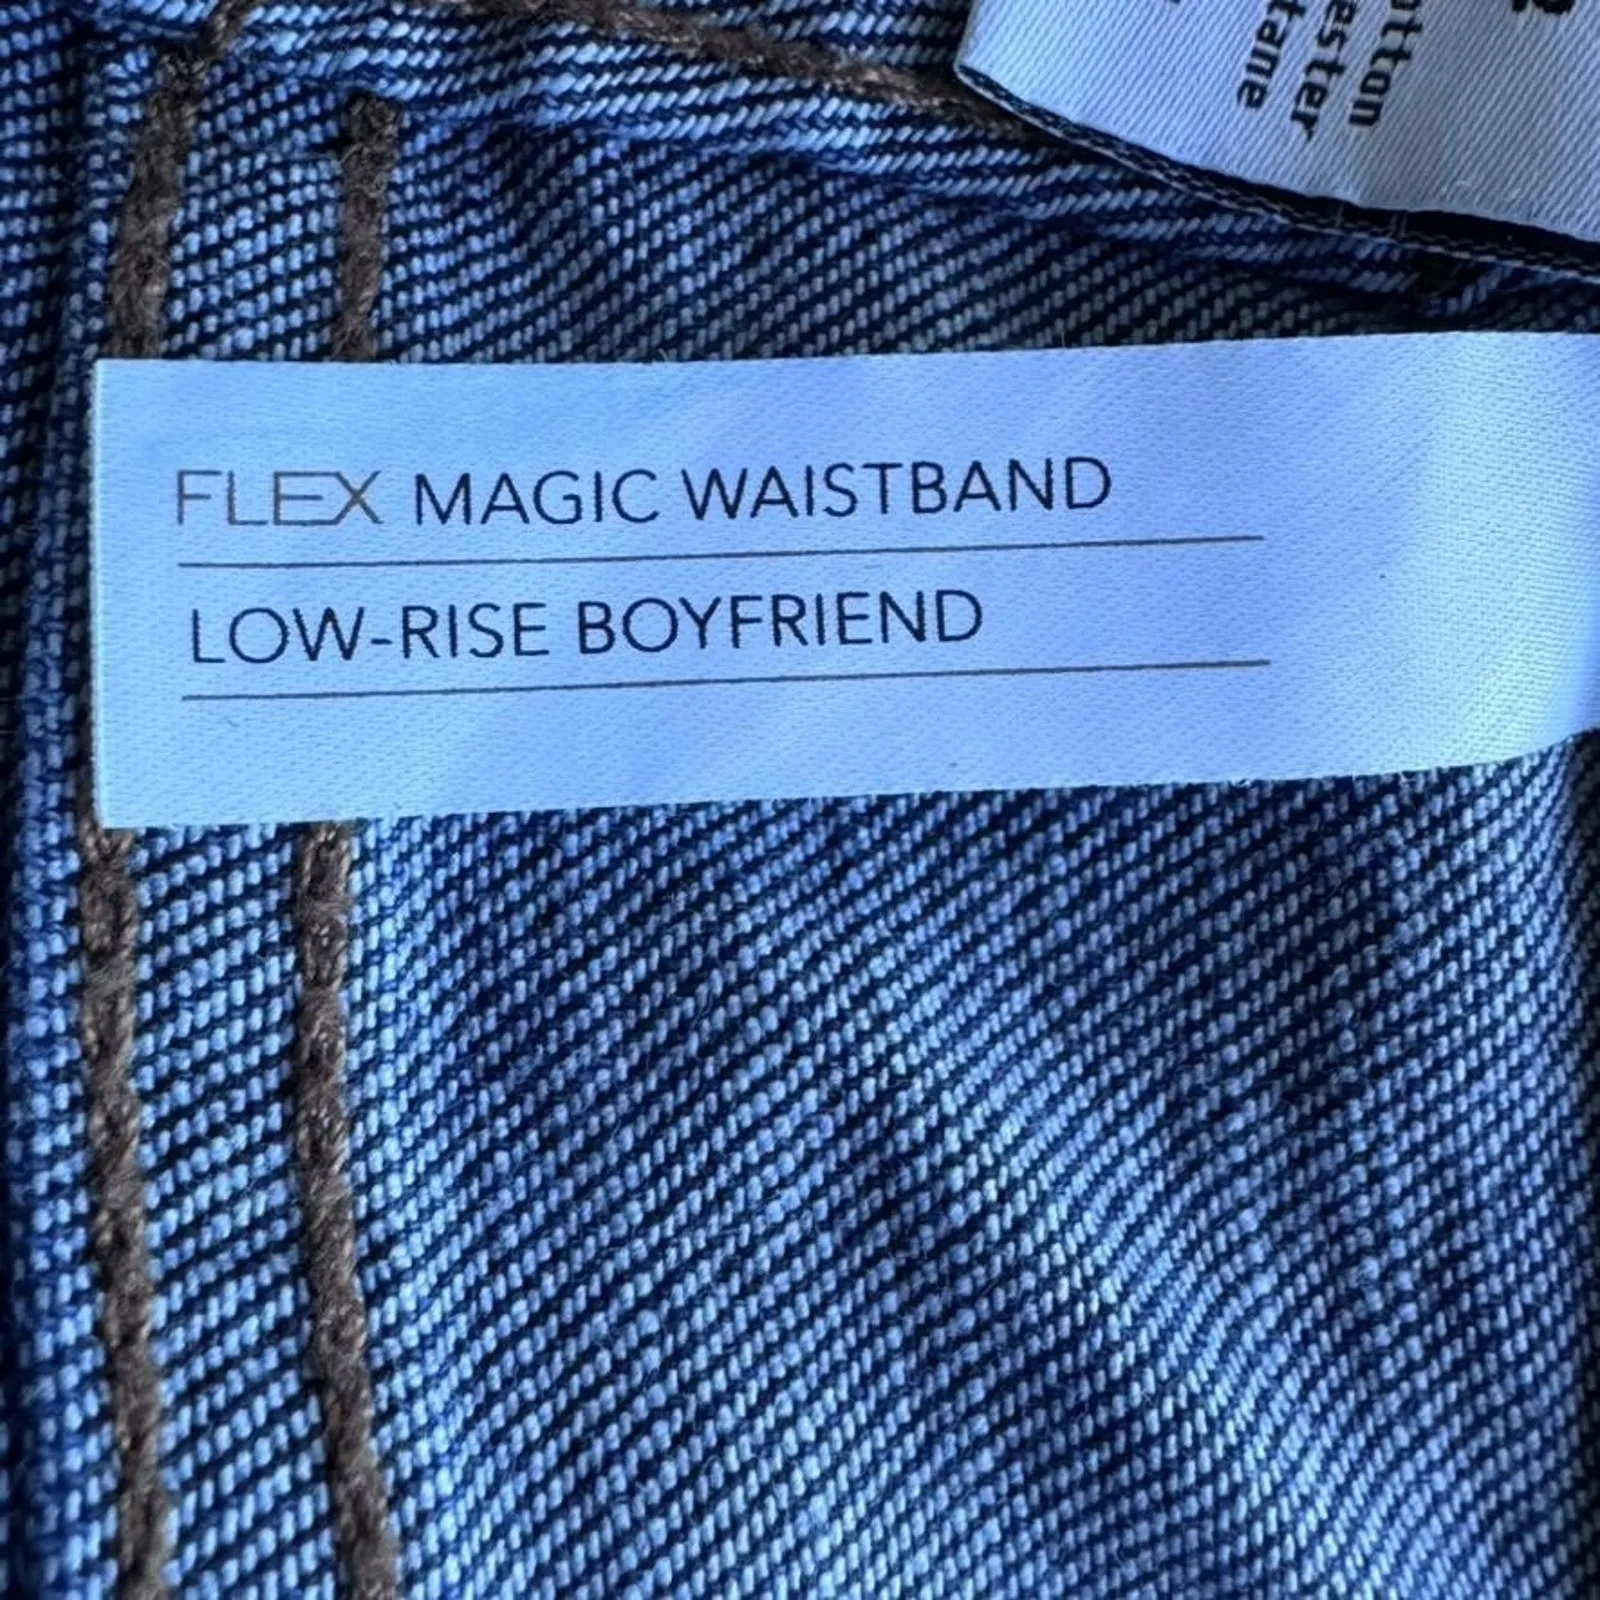 FLEX MAGIC WAISTBAND
LOW-RISE BOYFRIEND